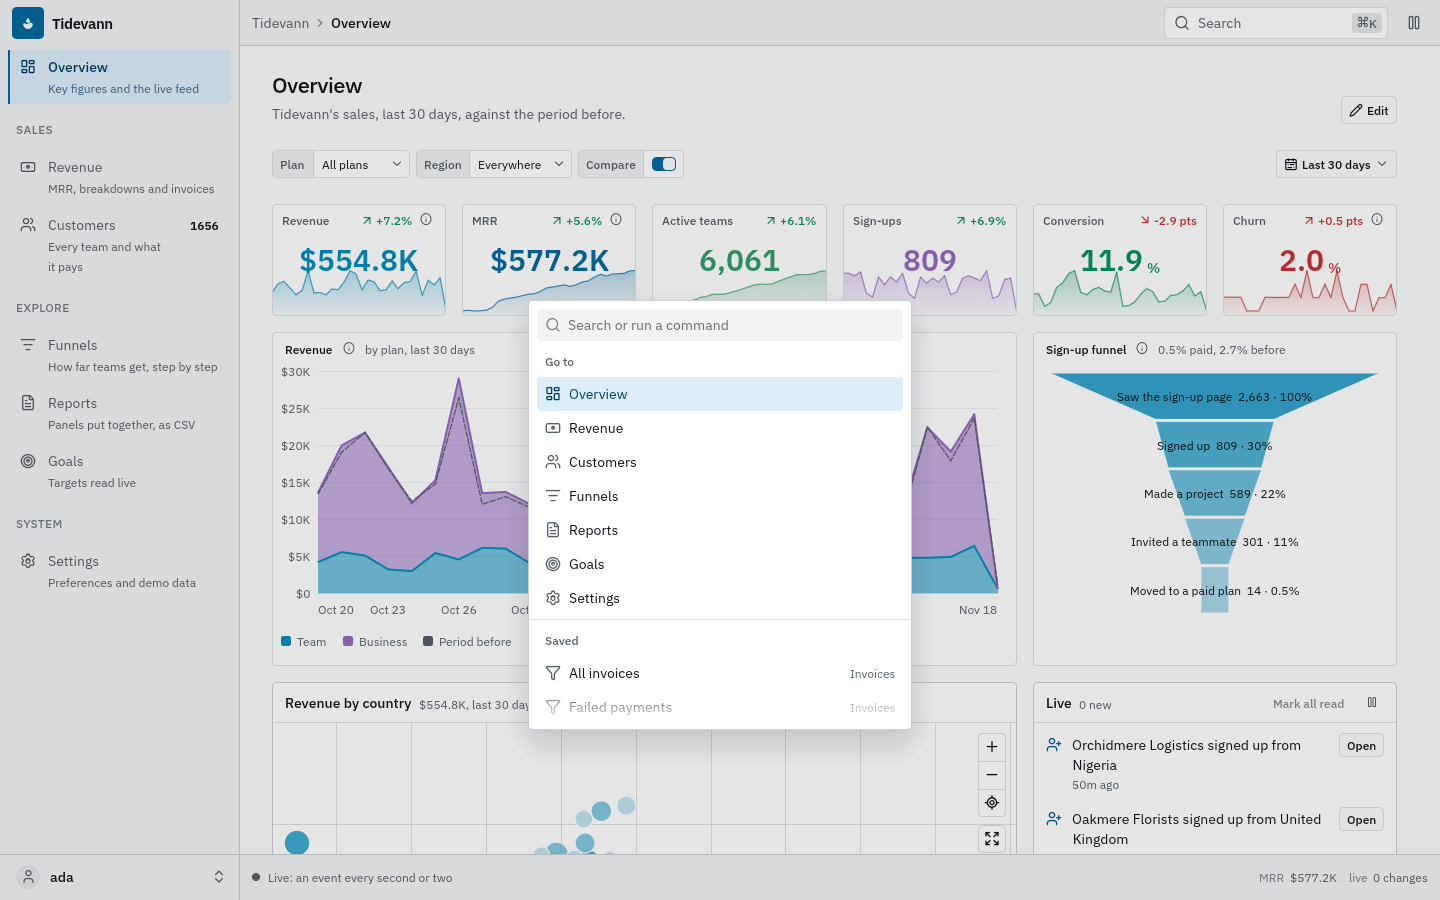 Tidevann
Overview
Key figures and the live feed
SALES
Revenue
MRR, breakdowns and invoices
Customers 1656
Every team and what
it pays
EXPLORE
Funnels
How far teams get, step by step
Reports
Panels put together, as CSV
Goals
Targets read live
SYSTEM
Settings
Preferences and demo data
ada
Tidevann > Overview
Search ⌘K
Overview
Tidevann's sales, last 30 days, against the period before.
Edit
Plan All plans Region Everywhere Compare
Last 30 days
Revenue +7.2%
$554.8K
MRR +5.6%
$577.2K
Active teams +6.1%
6,061
Sign-ups +6.9%
809
Conversion -2.9 pts
11.9 %
Churn +0.5 pts
2.0 %
Revenue by plan, last 30 days
$30K
$25K
$20K
$15K
$10K
$5K
$0
Oct 20 Oct 23 Oct 26 Nov 18
Team Business Period before
Search or run a command
Go to
Overview
Revenue
Customers
Funnels
Reports
Goals
Settings
Saved
All invoices Invoices
Failed payments Invoices
Sign-up funnel 0.5% paid, 2.7% before
Saw the sign-up page 2,663 · 100%
Signed up 809 · 30%
Made a project 589 · 22%
Invited a teammate 301 · 11%
Moved to a paid plan 14 · 0.5%
Revenue by country $554.8K, last 30
Live 0 new Mark all read
Orchidmere Logistics signed up from
Nigeria
50m ago
Open
Oakmere Florists signed up from United
Kingdom
Open
Live: an event every second or two
MRR $577.2K live 0 changes